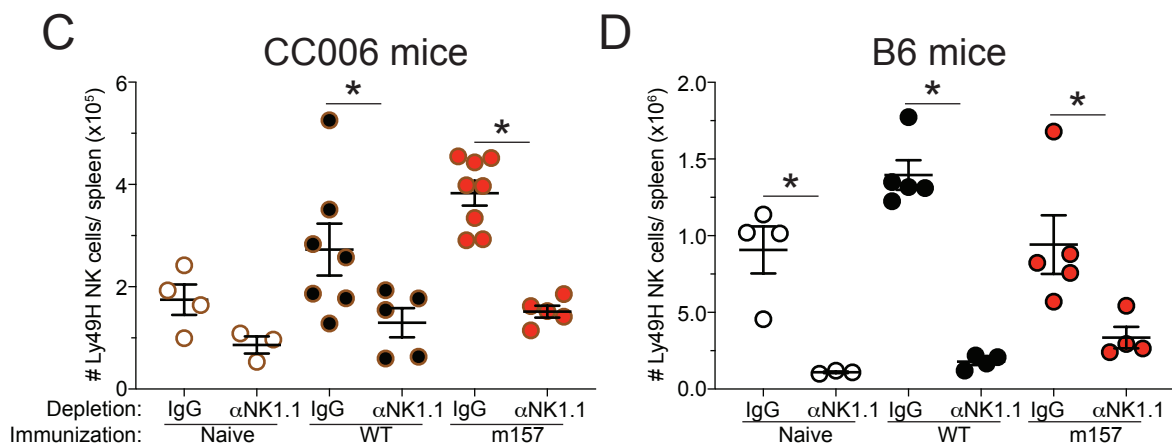 C
CC006 mice
# Ly49H NK cells/ spleen (x10⁵)
6
4
2
0
*
*
Depletion: IgG αNK1.1 IgG αNK1.1 IgG αNK1.1
Immunization: Naive WT m157
D
B6 mice
# Ly49H NK cells/ spleen (x10⁶)
2.0
1.5
1.0
5.0
0.0
*
*
*
IgG αNK1.1 IgG αNK1.1 IgG αNK1.1
Naive WT m157